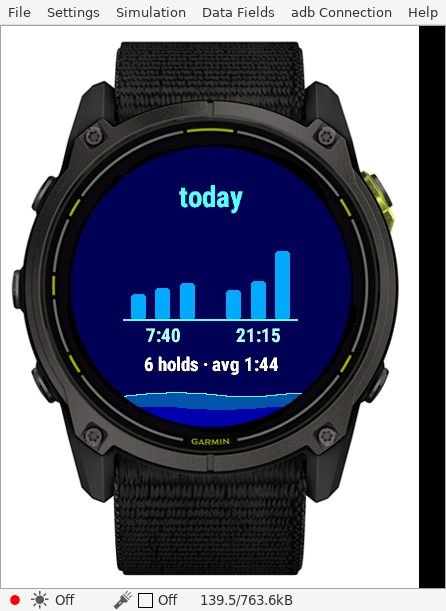 File Settings Simulation Data Fields adb Connection Help
today
7:40 21:15
6 holds · avg 1:44
GARMIN
Off Off 139.5/763.6kB